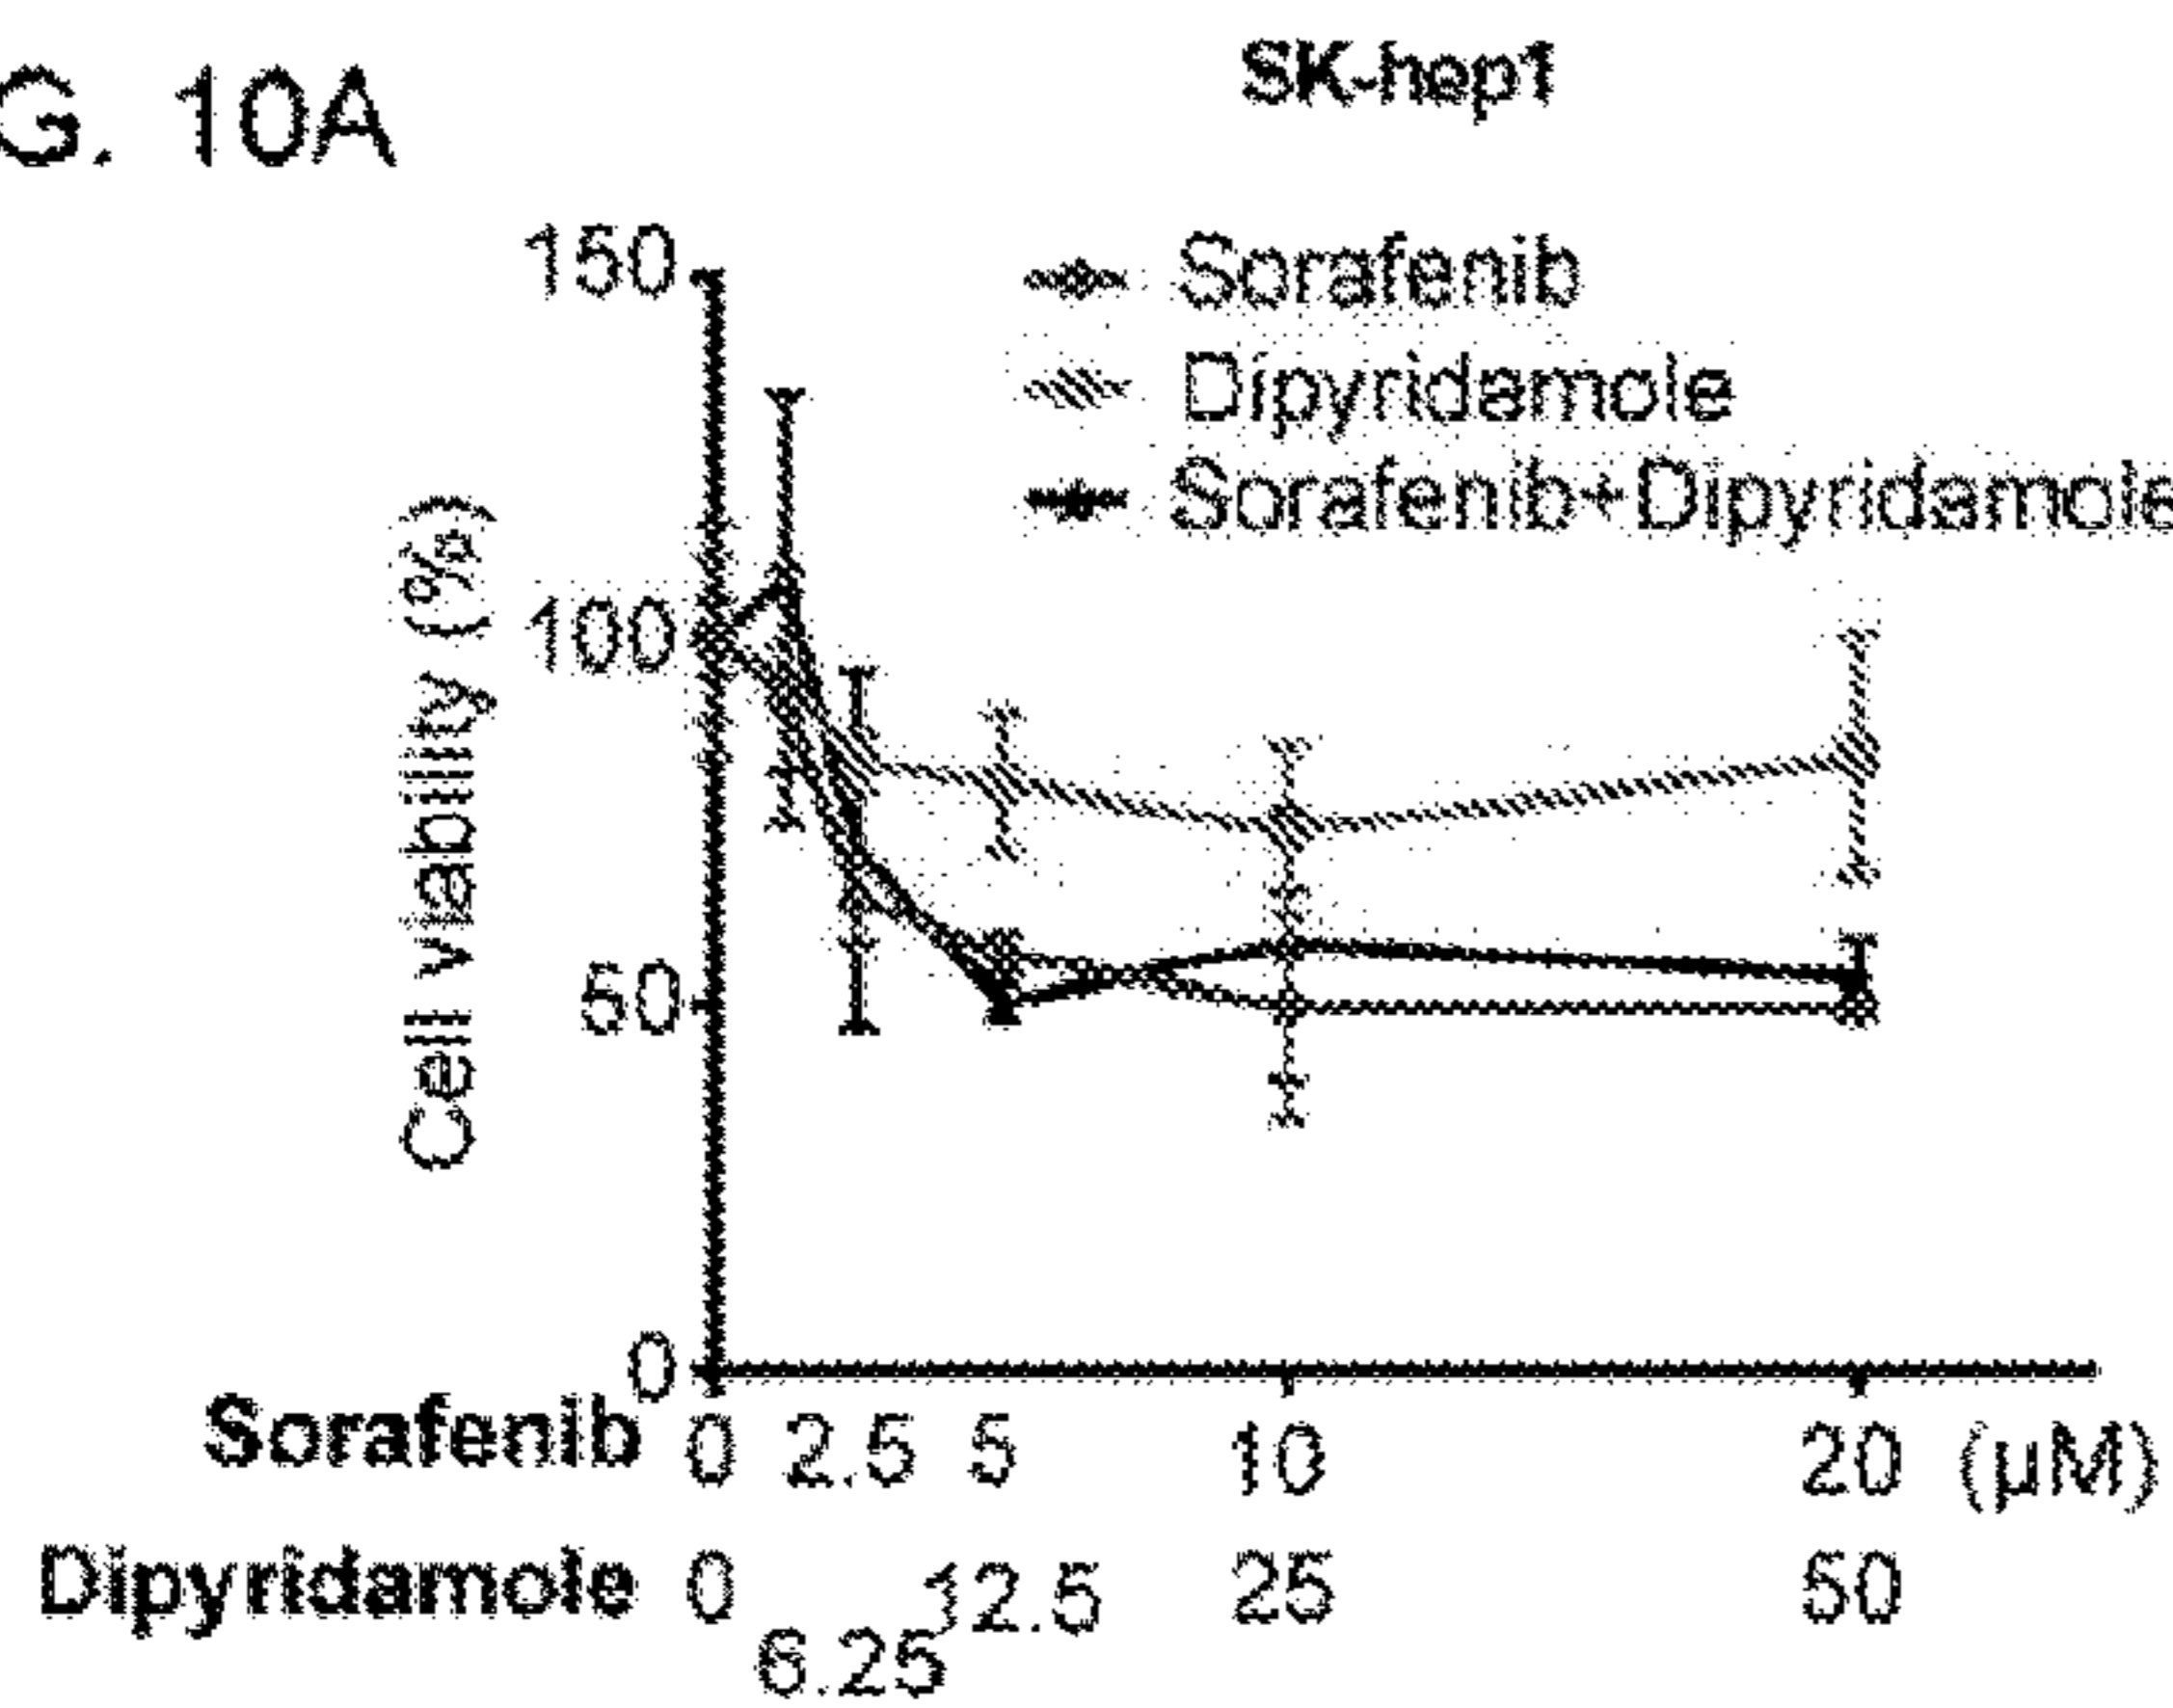 G. 10A
SK-hep1
150
100
50
0
Cell viability (%)
Sorafenib
Dipyridamole
Sorafenib+Dipyridamole
Sorafenib 0 2.5 5 10 20 (μM)
Dipyridamole 0 6.25 12.5 25 50